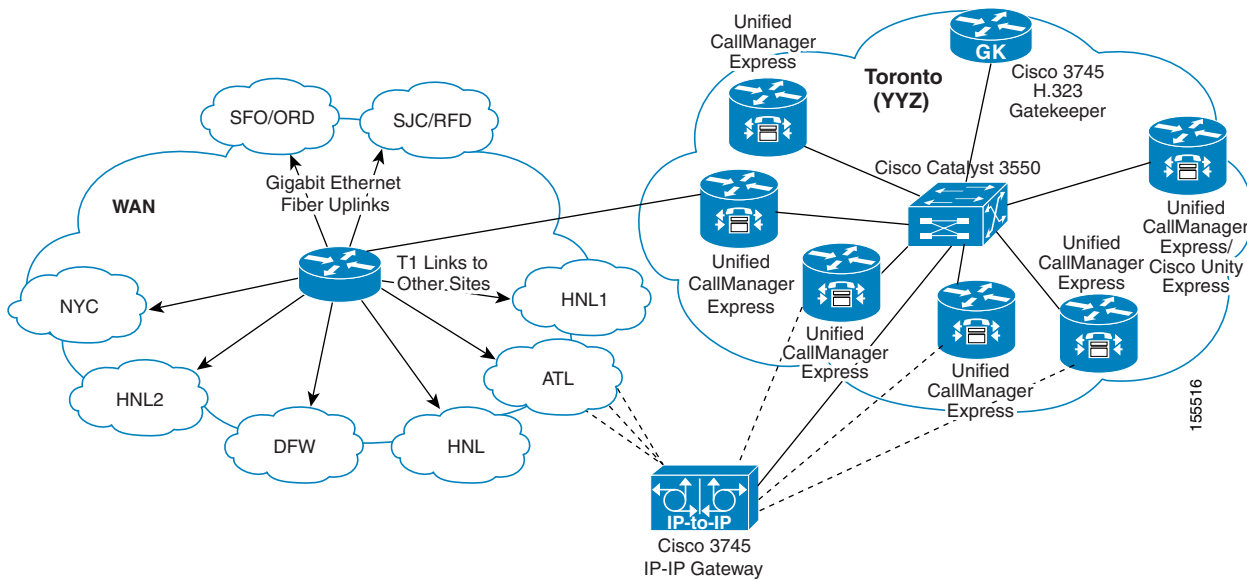 SFO/ORD
SJC/RFD
Gigabit Ethernet
Fiber Uplinks
WAN
T1 Links to
Other Sites
NYC
HNL1
HNL2
ATL
DFW
HNL
Unified
CallManager
Express
GK
Toronto
(YYZ)
Cisco 3745
H.323
Gatekeeper
Cisco Catalyst 3550
Unified
CallManager
Express
Unified
CallManager
Express
Unified
CallManager
Express
Unified
CallManager
Express
Unified
CallManager
Express/
Cisco Unity
Express
IP-to-IP
Cisco 3745
IP-IP Gateway
155516